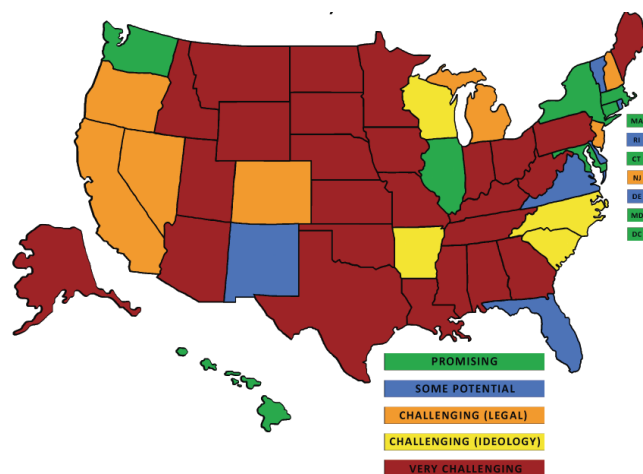 MA
RI
CT
NJ
DE
MD
DC
PROMISING
SOME POTENTIAL
CHALLENGING (LEGAL)
CHALLENGING (IDEOLOGY)
VERY CHALLENGING